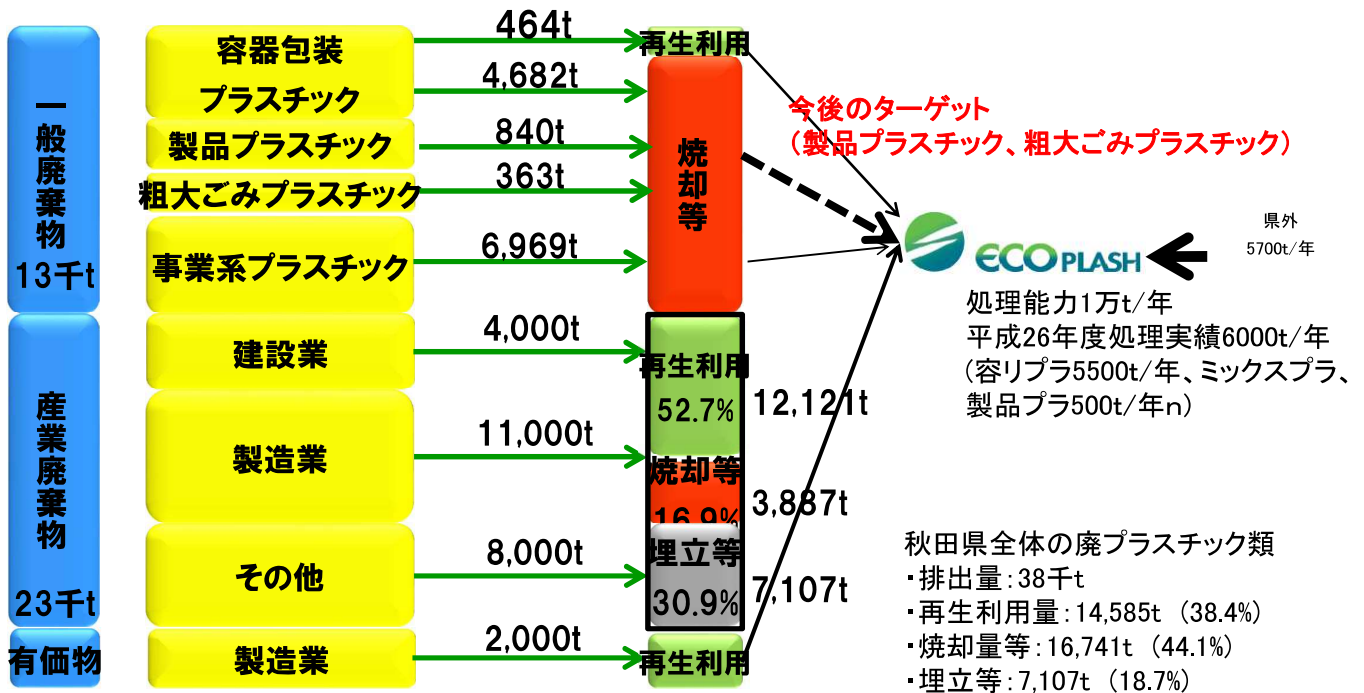 一般廃棄物
13千t
産業廃棄物
23千t
有価物
容器包装
プラスチック
製品プラスチック
粗大ごみプラスチック
事業系プラスチック
建設業
製造業
その他
製造業
464t
4,682t
840t
363t
6,969t
4,000t
11,000t
8,000t
2,000t
再生利用
焼却等
再生利用
52.7%
焼却等
16.9%
埋立等
30.9%
再生利用
12,121t
3,887t
7,107t
今後のターゲット
（製品プラスチック、粗大ごみプラスチック）
ECO PLASH
県外
5700t/年
処理能力1万t/年
平成26年度処理実績6000t/年
(容リプラ5500t/年、ミックスプラ、
製品プラ500t/年n)
秋田県全体の廃プラスチック類
・排出量:38千t
・再生利用量:14,585t (38.4%)
・焼却量等:16,741t (44.1%)
・埋立等:7,107t (18.7%)